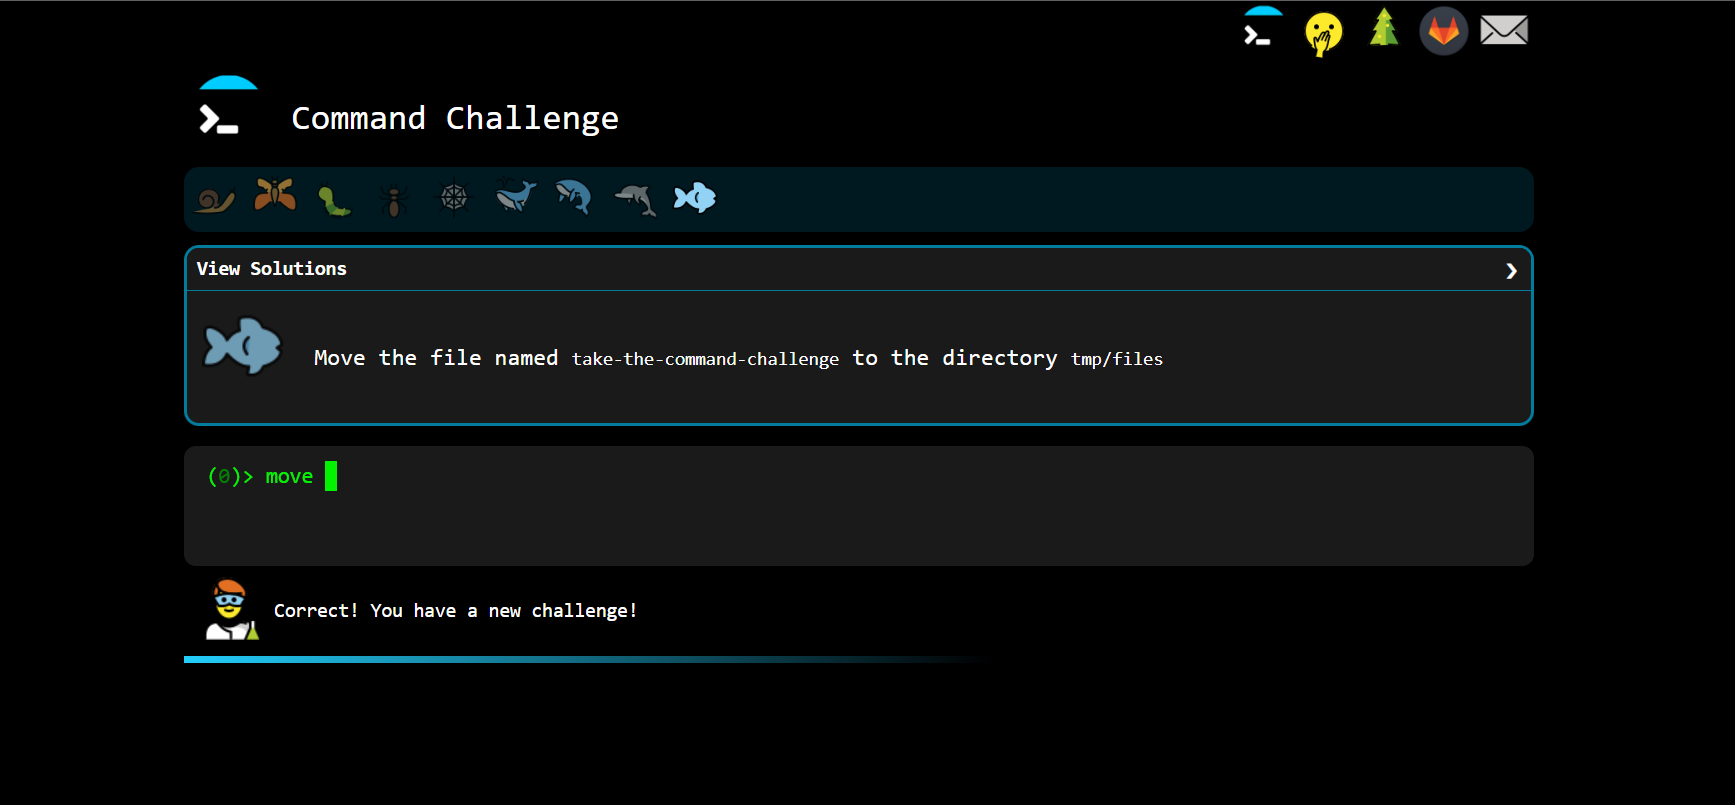 Command Challenge
View Solutions
Move the file named take-the-command-challenge to the directory tmp/files
(0)> move
Correct! You have a new challenge!